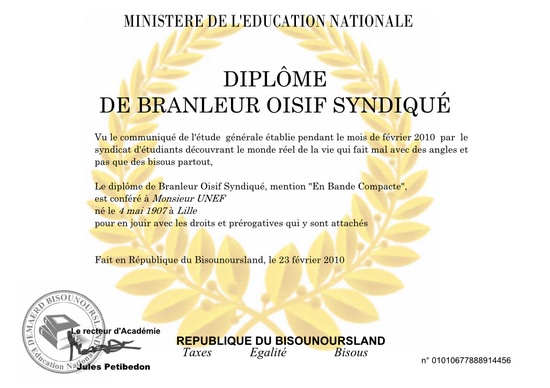 MINISTERE DE L'EDUCATION NATIONALE
DIPLÔME
DE BRANLEUR OISIF SYNDIQUÉ
Vu le communiqué de l'étude générale établie pendant le mois de février 2010 par le
syndicat d'étudiants découvrant le monde réel de la vie qui fait mal avec des angles et
pas que des bisous partout,
Le diplôme de Branleur Oisif Syndiqué, mention "En Bande Compacte",
est conféré à Monsieur UNEF
né le 4 mai 1907 à Lille
pour en jouir avec les droits et prérogatives qui y sont attachés
Fait en République du Bisounoursland, le 23 février 2010
Le recteur d'Académie
Jules Petibedon
REPUBLIQUE DU BISOUNOURSLAND
Taxes Egalité Bisous
n° 01010677888914456